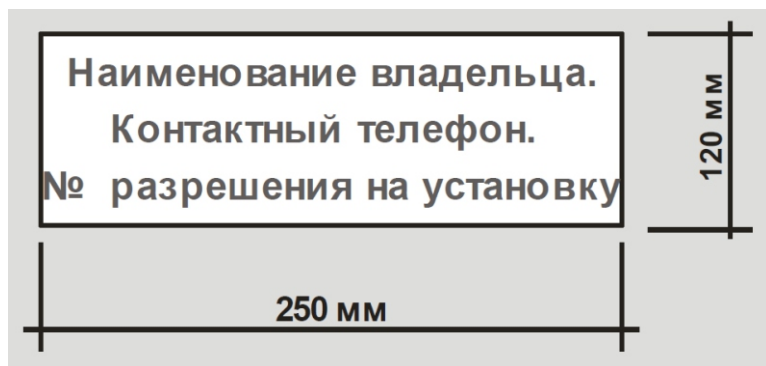 Наименование владельца.
Контактный телефон.
№ разрешения на установку
120 мм
250 мм